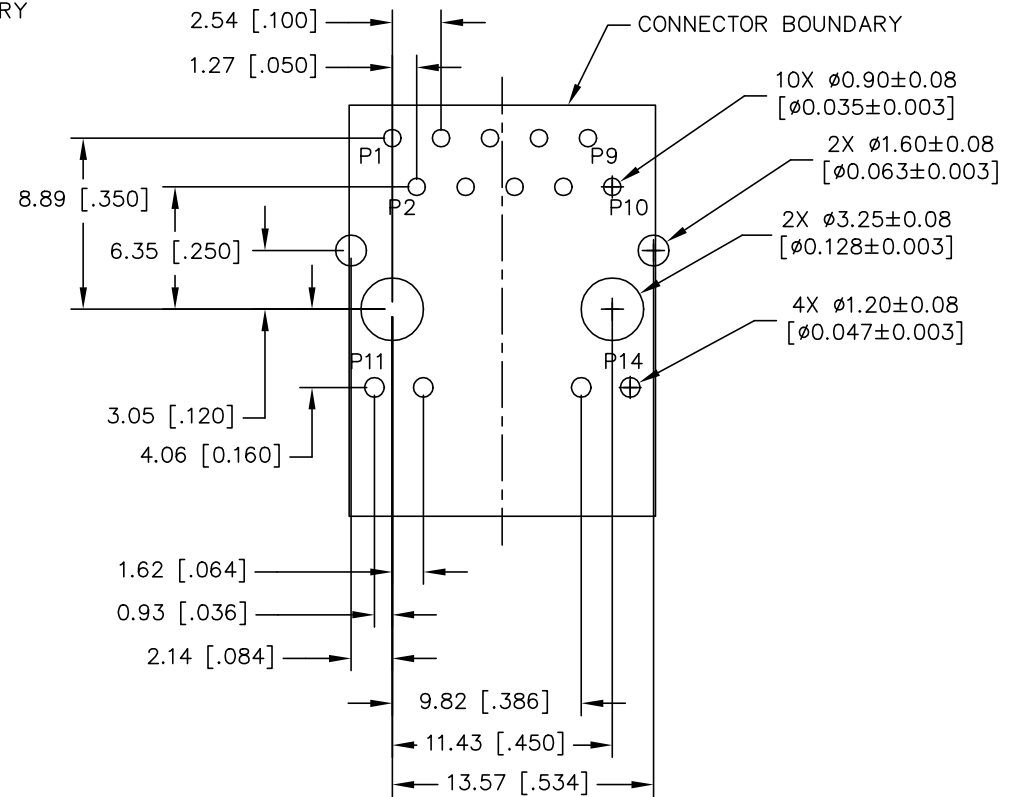 RY
2.54 [.100]
CONNECTOR BOUNDARY
1.27 [.050]
10X ø0.90±0.08
[ø0.035±0.003]
P1
P9
2X ø1.60±0.08
[ø0.063±0.003]
8.89 [.350]
P2
P10
2X ø3.25±0.08
[ø0.128±0.003]
6.35 [.250]
4X ø1.20±0.08
[ø0.047±0.003]
P11
P14
3.05 [.120]
4.06 [0.160]
1.62 [.064]
0.93 [.036]
2.14 [.084]
9.82 [.386]
11.43 [.450]
13.57 [.534]